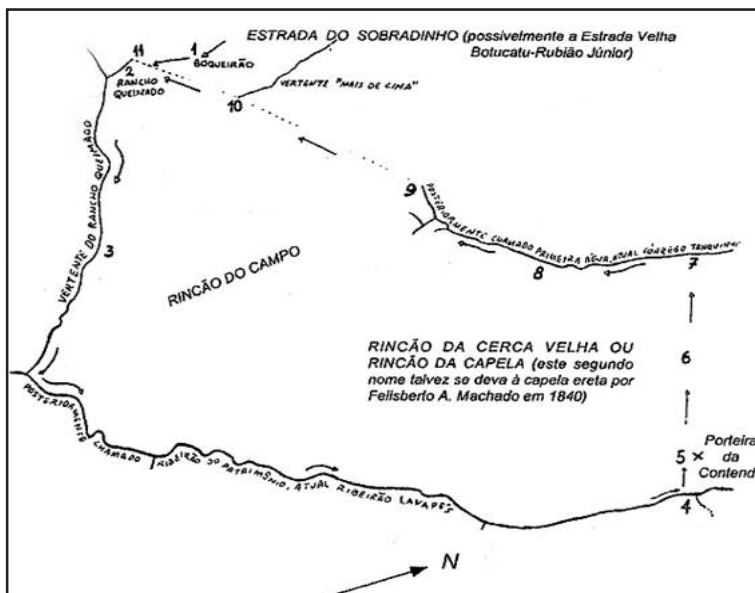 ESTRADA DO SOBRADINHO (possívelmente a Estrada Velha
Botucatu-Rubião Júnior)
11
1
BOQUEIRÃO
2
RANCHO
QUEIMADO
10
VERTENTE "MAIS DE CIMA"
9
VERTENTE DO RANCHO QUEIMADO
3
RINCÃO DO CAMPO
POSTERIORMENTE CHAMADO PRIMEIRA ÁGUA, ATUAL CÓRREGO TANQUINHO
8
7
RINCÃO DA CERCA VELHA OU
RINCÃO DA CAPELA (este segundo
nome talvez se deva à capela ereta por
Felisberto A. Machado em 1840)
6
5
Porteira
da
Contend
4
POSTERIORMENTE CHAMADO RIBEIRÃO DO PATRIMÔNIO, ATUAL RIBEIRÃO LAVAPÉS
N